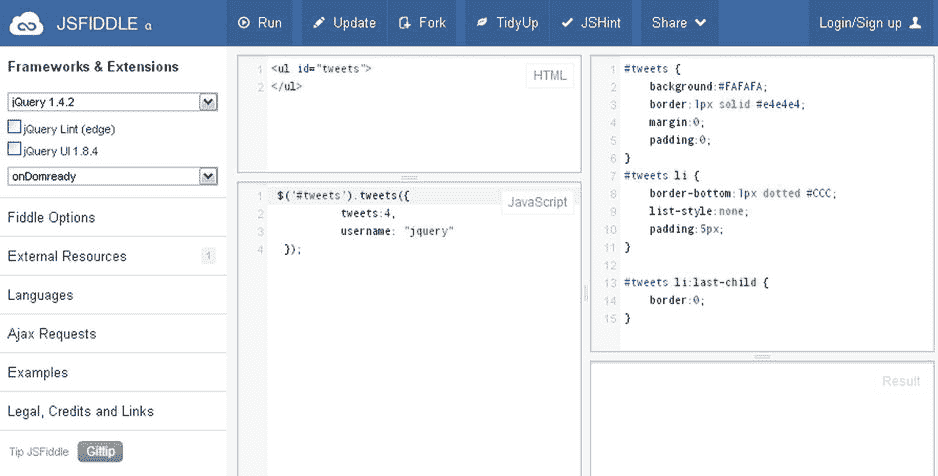 JSFIDDLE α
Run
Update
Fork
TidyUp
JSHint
Share
Login/Sign up
Frameworks & Extensions
jQuery 1.4.2
jQuery Lint (edge)
jQuery UI 1.8.4
onDomready
Fiddle Options
External Resources 1
Languages
Ajax Requests
Examples
Legal, Credits and Links
Tip JSFiddle Gittip
HTML
1 <ul id="tweets">
2 </ul>
JavaScript
1 $('#tweets').tweets({
2 tweets:4,
3 username: "jquery"
4 });
1 #tweets {
2 background:#FAFAFA;
3 border:1px solid #e4e4e4;
4 margin:0;
5 padding:0;
6 }
7 #tweets li {
8 border-bottom:1px dotted #CCC;
9 list-style:none;
10 padding:5px;
11 }
12
13 #tweets li:last-child {
14 border:0;
15 }
Result